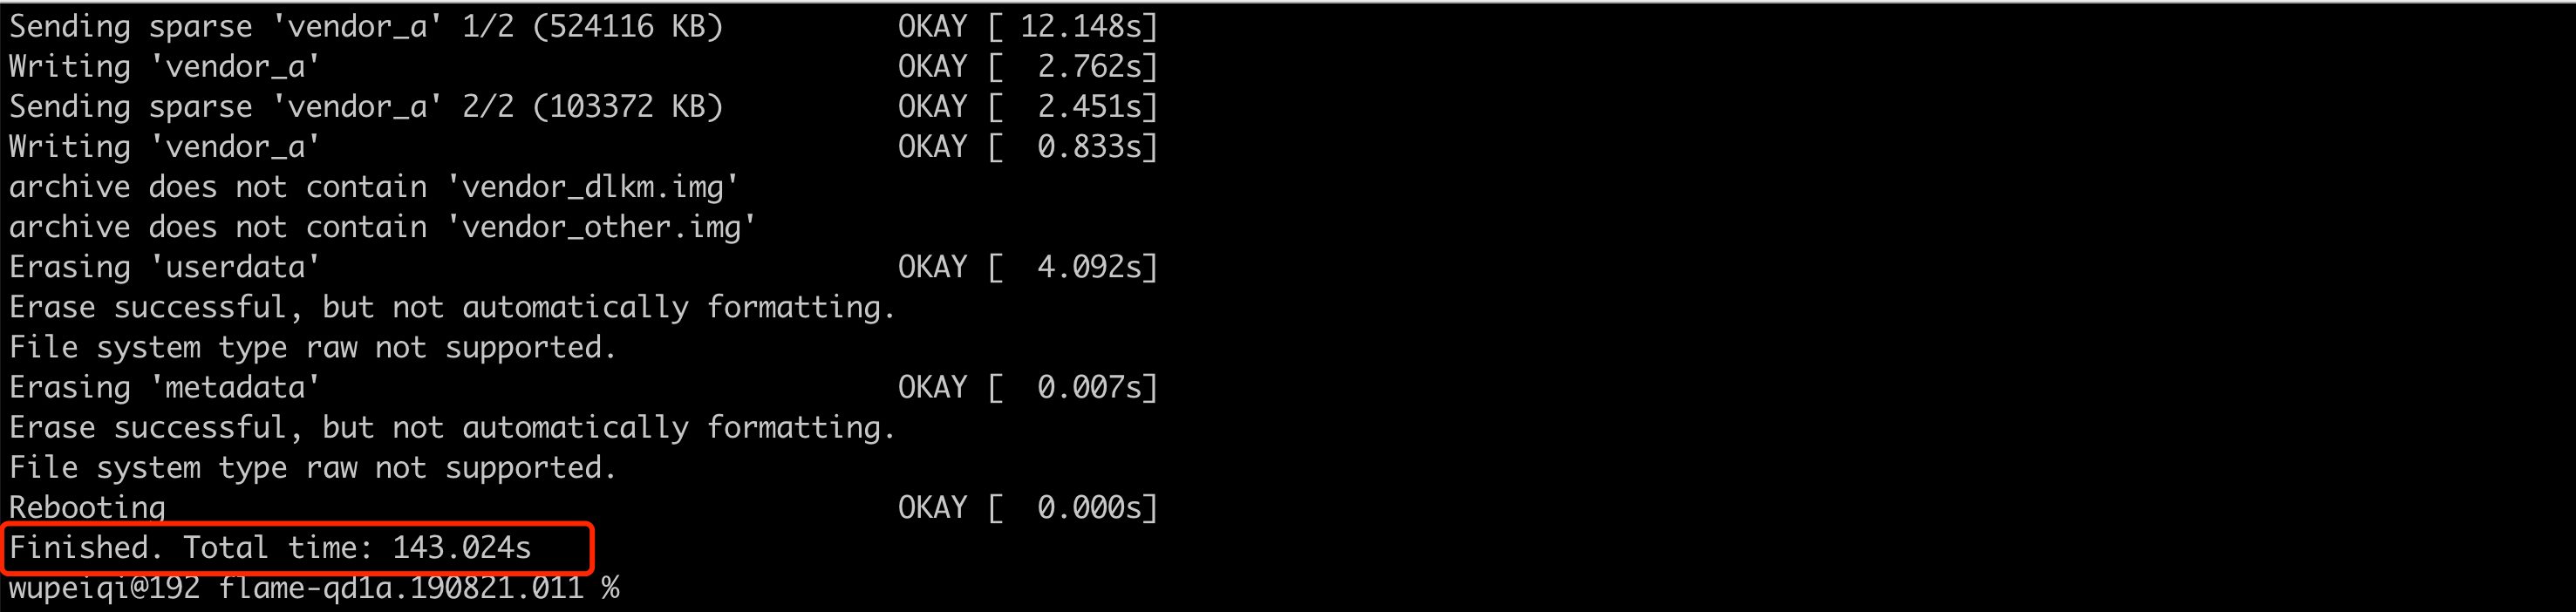 Sending sparse 'vendor_a' 1/2 (524116 KB) OKAY [ 12.148s]
Writing 'vendor_a' OKAY [ 2.762s]
Sending sparse 'vendor_a' 2/2 (103372 KB) OKAY [ 2.451s]
Writing 'vendor_a' OKAY [ 0.833s]
archive does not contain 'vendor_dlkm.img'
archive does not contain 'vendor_other.img'
Erasing 'userdata' OKAY [ 4.092s]
Erase successful, but not automatically formatting.
File system type raw not supported.
Erasing 'metadata' OKAY [ 0.007s]
Erase successful, but not automatically formatting.
File system type raw not supported.
Rebooting OKAY [ 0.000s]
Finished. Total time: 143.024s
wupeiqi@192 flame-qd1a.190821.011 %